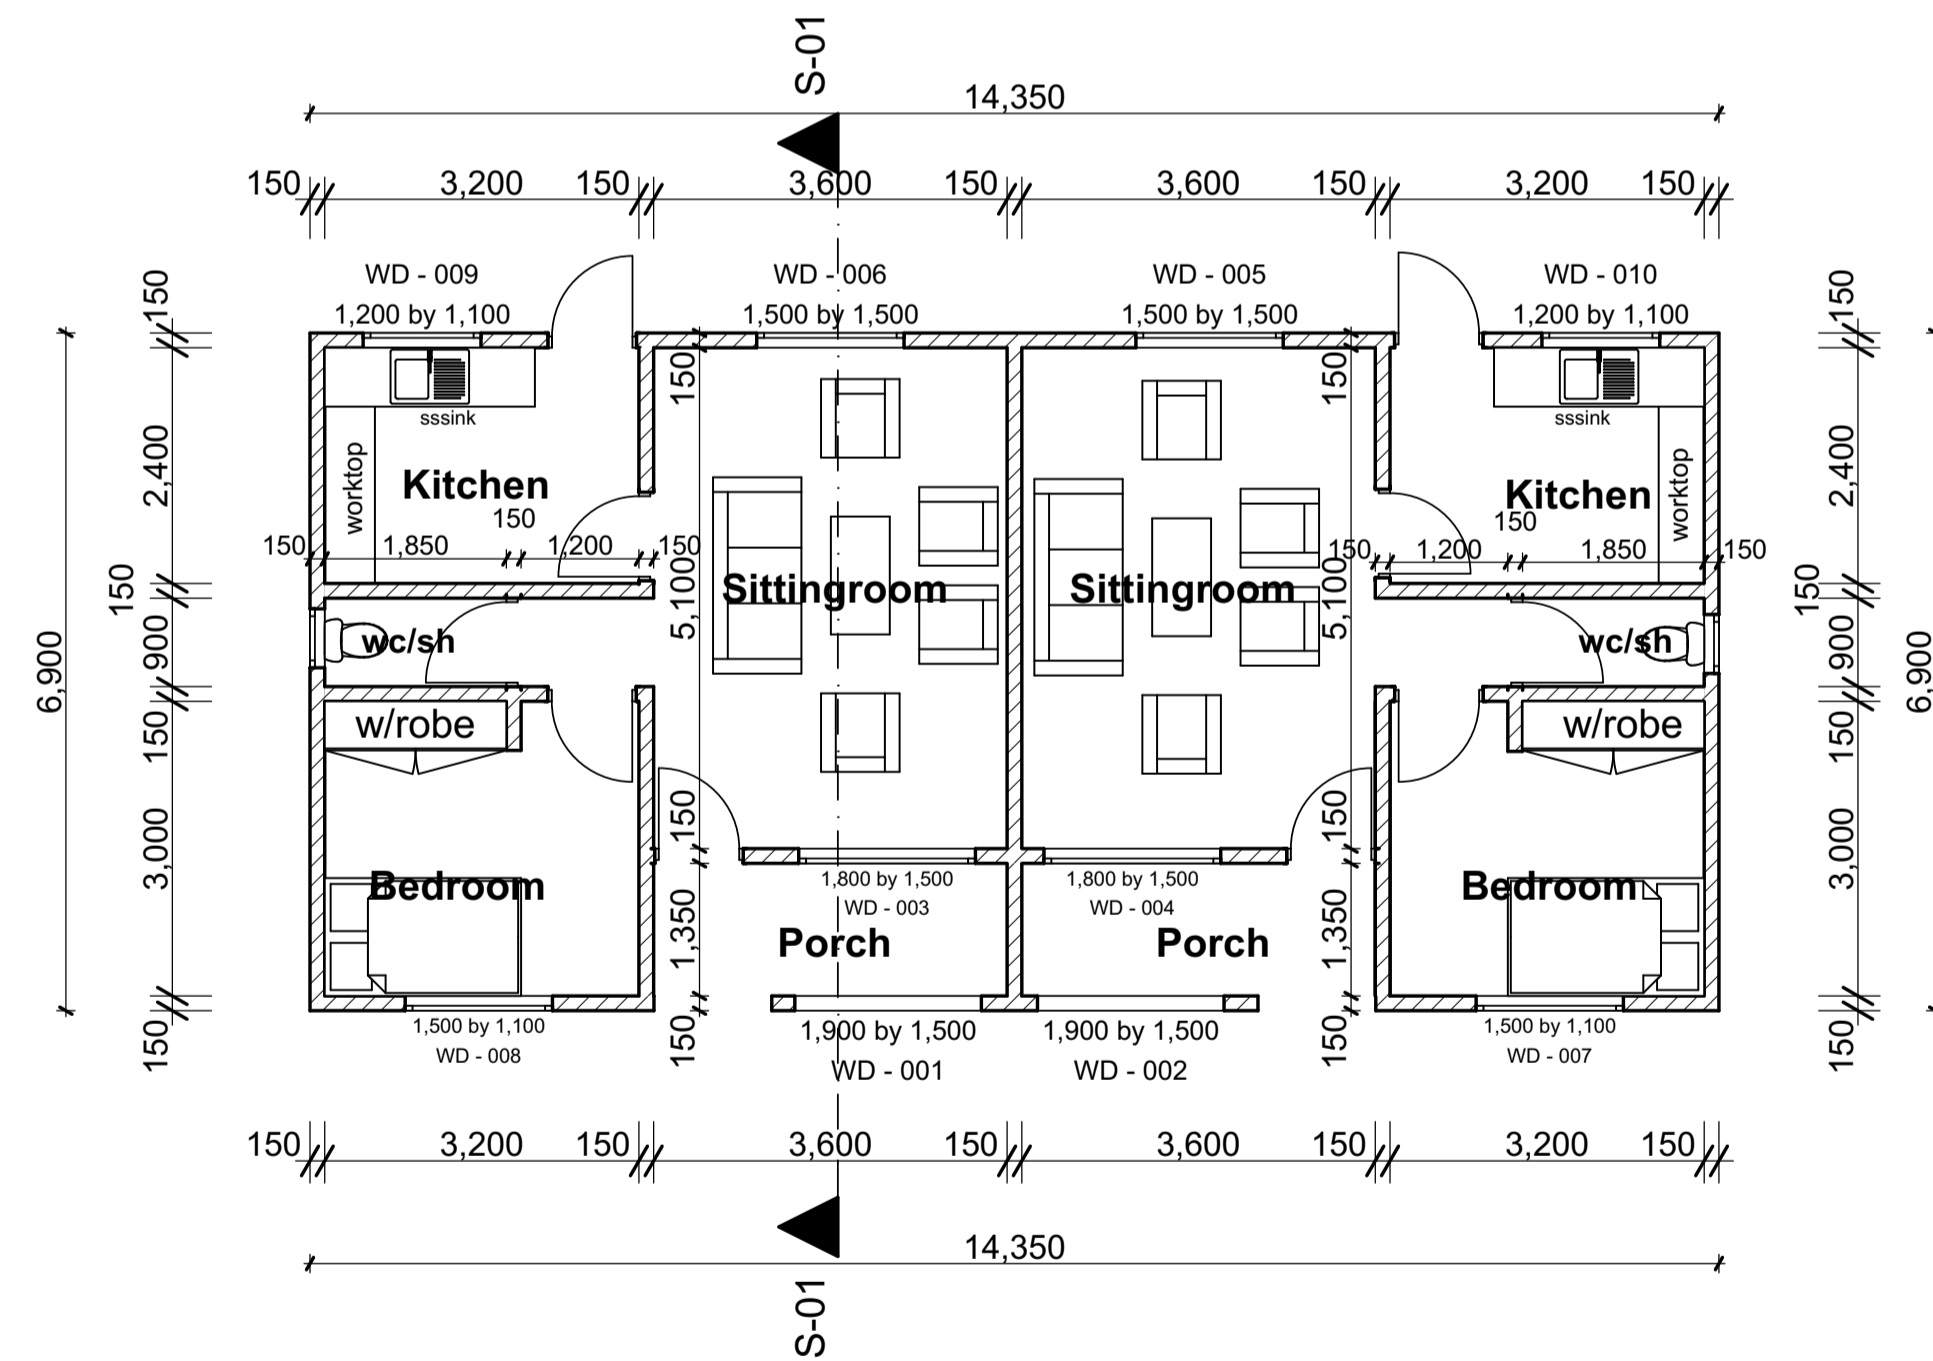 S-01
14,350
150 3,200 150 3,600 150 3,600 150 3,200 150
WD - 009 WD - 006 WD - 005 WD - 010
1,200 by 1,100 1,500 by 1,500 1,500 by 1,500 1,200 by 1,100
150 150
150 150
sssink sssink
2,400 worktop Kitchen Kitchen worktop 2,400
150 150
150 1,850 1,200 150 150 1,200 1,850 150
150 5,100 Sittingroom Sittingroom 5,100 150
6,900 900 wc/sh wc/sh 900 6,900
150 w/robe w/robe 150
150 150
3,000 Bedroom Bedroom 3,000
1,800 by 1,500 1,800 by 1,500
WD - 003 WD - 004
1,350 Porch Porch 1,350
150 1,500 by 1,100 150 1,900 by 1,500 1,900 by 1,500 150 1,500 by 1,100 150
WD - 008 WD - 001 WD - 002 WD - 007
150 3,200 150 3,600 150 3,600 150 3,200 150
14,350
S-01